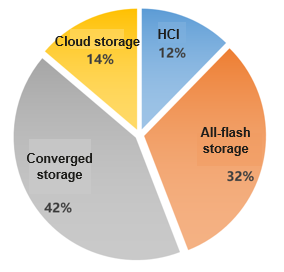 Cloud storage
14%
HCI
12%
All-flash
storage
32%
Converged
storage
42%